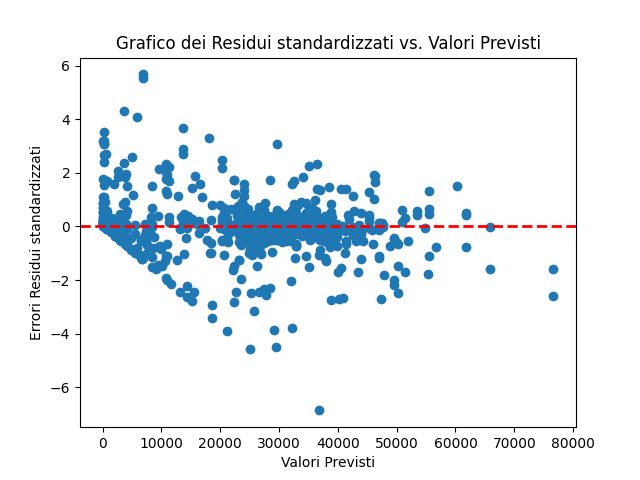 Grafico dei Residui standardizzati vs. Valori Previsti
Errori Residui standardizzati
6
4
2
0
−2
−4
−6
0 10000 20000 30000 40000 50000 60000 70000 80000
Valori Previsti